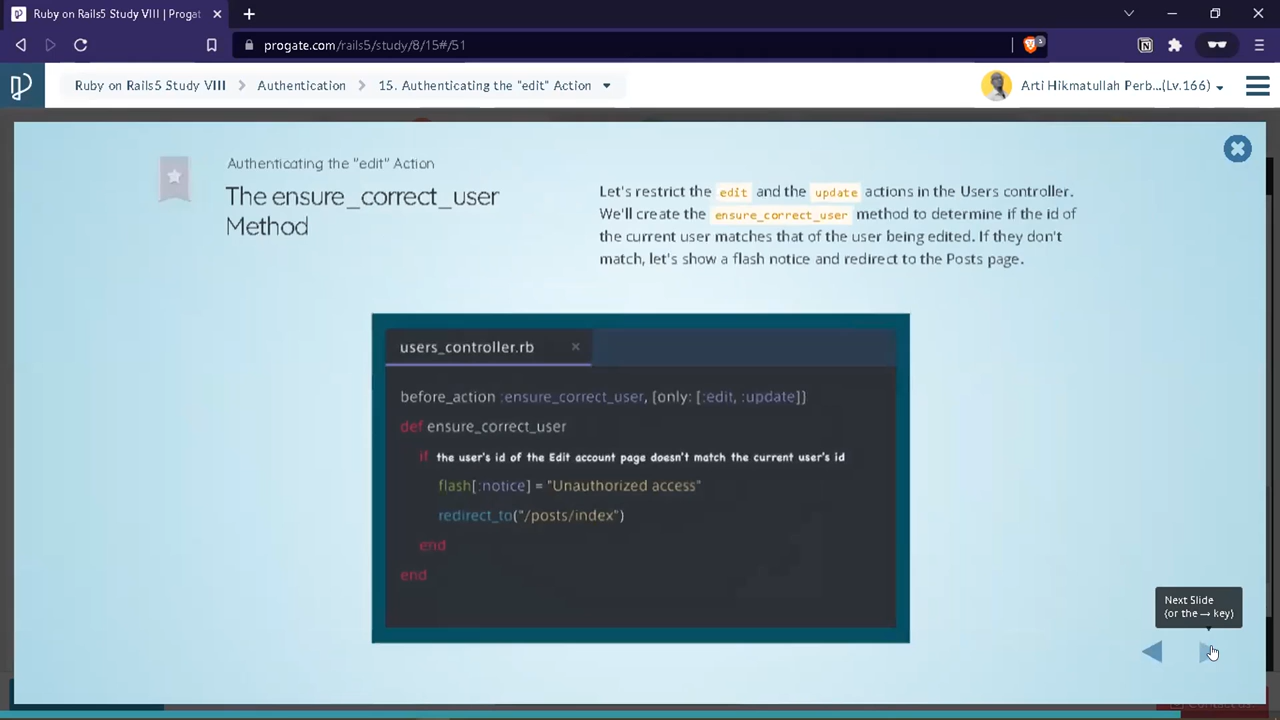 Ruby on Rails5 Study VIII | Progat
progate.com/rails5/study/8/15#/51
Ruby on Rails5 Study VIII
Authentication
15. Authenticating the "edit" Action
Arti Hikmatullah Perb...(Lv.166)
Authenticating the "edit" Action
The ensure_correct_user
Method
Let's restrict the edit and the update actions in the Users controller.
We'll create the ensure_correct_user method to determine if the id of
the current user matches that of the user being edited. If they don't
match, let's show a flash notice and redirect to the Posts page.
users_controller.rb
before_action :ensure_correct_user, {only: [:edit, :update]}
def ensure_correct_user
if the user's id of the Edit account page doesn't match the current user's id
flash[:notice] = "Unauthorized access"
redirect_to("/posts/index")
end
end
Next Slide
(or the → key)
Contact us